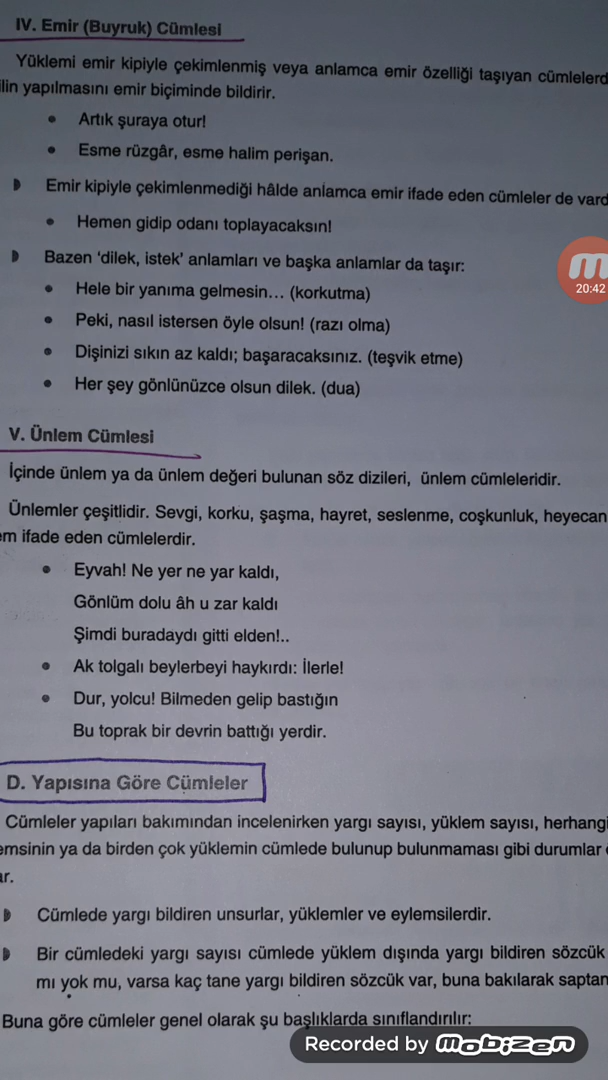 IV. Emir (Buyruk) Cümlesi
Yüklemi emir kipiyle çekimlenmiş veya anlamca emir özelliği taşıyan cümlelerd
ilin yapılmasını emir biçiminde bildirir.
• Artık şuraya otur!
• Esme rüzgâr, esme halim perişan.
Emir kipiyle çekimlenmediği hâlde anlamca emir ifade eden cümleler de vard
• Hemen gidip odanı toplayacaksın!
Bazen ‘dilek, istek’ anlamları ve başka anlamlar da taşır:
• Hele bir yanıma gelmesin... (korkutma)
20:42
• Peki, nasıl istersen öyle olsun! (razı olma)
• Dişinizi sıkın az kaldı; başaracaksınız. (teşvik etme)
• Her şey gönlünüzce olsun dilek. (dua)
V. Ünlem Cümlesi
İçinde ünlem ya da ünlem değeri bulunan söz dizileri, ünlem cümleleridir.
Ünlemler çeşitlidir. Sevgi, korku, şaşma, hayret, seslenme, coşkunluk, heyecan
em ifade eden cümlelerdir.
• Eyvah! Ne yer ne yar kaldı,
Gönlüm dolu âh u zar kaldı
Şimdi buradaydı gitti elden!..
• Ak tolgalı beylerbeyi haykırdı: İlerle!
• Dur, yolcu! Bilmeden gelip bastığın
Bu toprak bir devrin battığı yerdir.
D. Yapısına Göre Cümleler
Cümleler yapıları bakımından incelenirken yargı sayısı, yüklem sayısı, herhangi
emsinin ya da birden çok yüklemin cümlede bulunup bulunmaması gibi durumlar
ar.
Cümlede yargı bildiren unsurlar, yüklemler ve eylemsilerdir.
Bir cümledeki yargı sayısı cümlede yüklem dışında yargı bildiren sözcük
mı yok mu, varsa kaç tane yargı bildiren sözcük var, buna bakılarak saptan
Buna göre cümleler genel olarak şu başlıklarda sınıflandırılır:
Recorded by mobizen